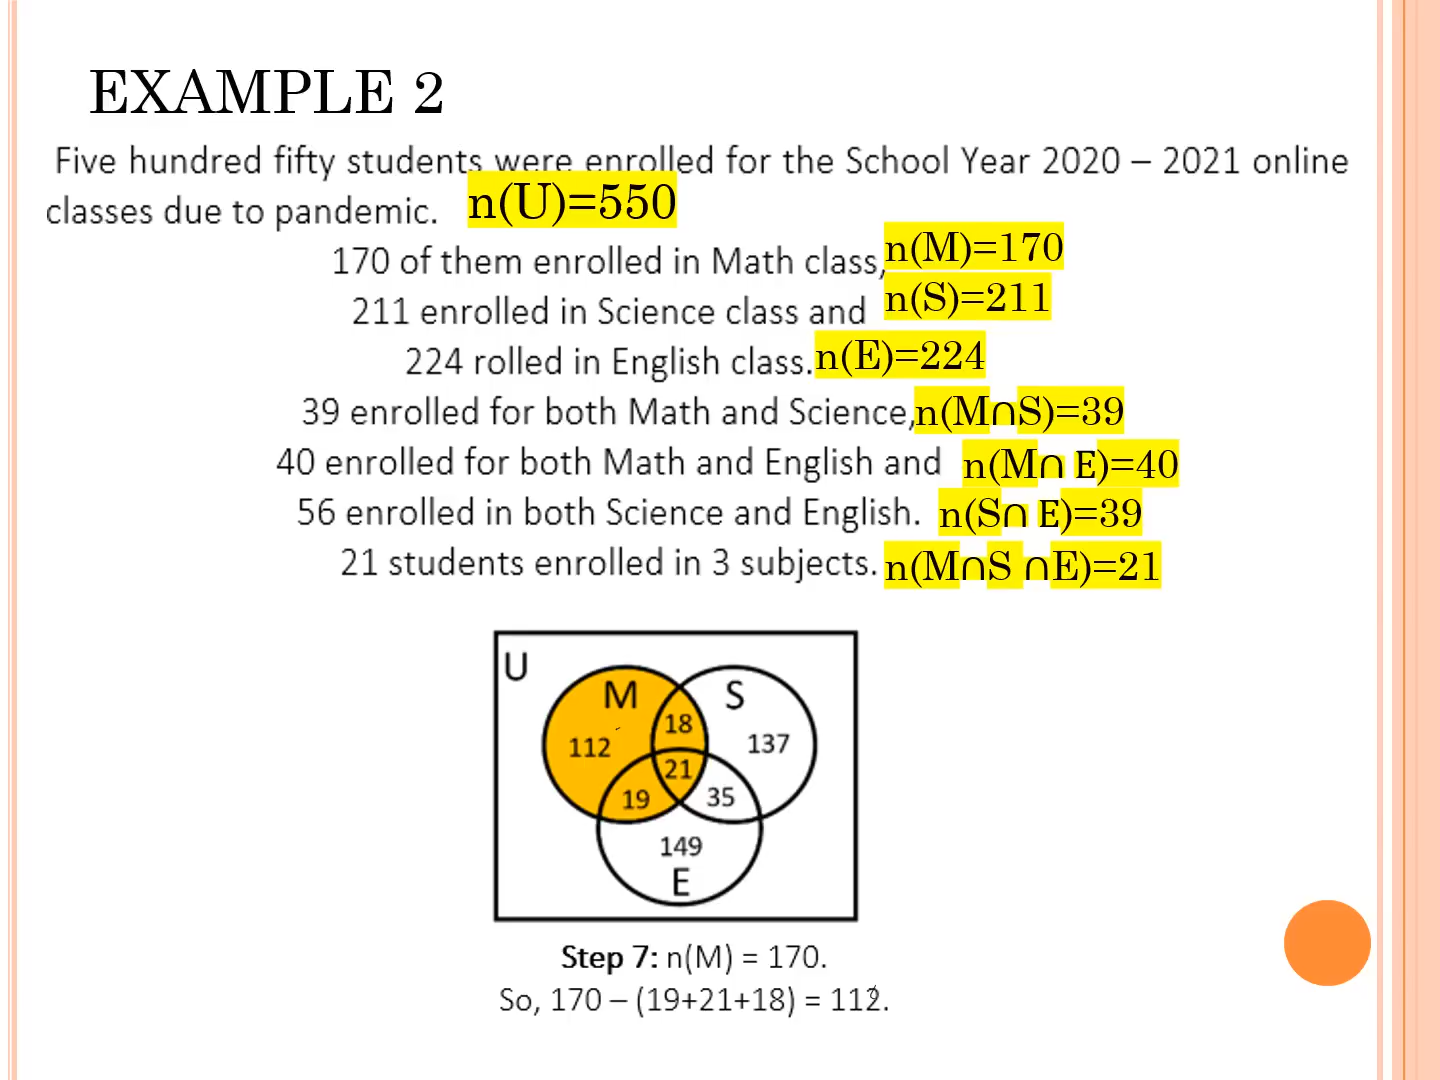 EXAMPLE 2
Five hundred fifty students were enrolled for the School Year 2020 – 2021 online
classes due to pandemic. n(U)=550
170 of them enrolled in Math class, n(M)=170
211 enrolled in Science class and n(S)=211
224 rolled in English class. n(E)=224
39 enrolled for both Math and Science, n(M∩S)=39
40 enrolled for both Math and English and n(M∩ E)=40
56 enrolled in both Science and English. n(S∩ E)=39
21 students enrolled in 3 subjects. n(M∩S ∩E)=21
U
M S
18
112 137
21
19 35
149
E
Step 7: n(M) = 170.
So, 170 – (19+21+18) = 112.